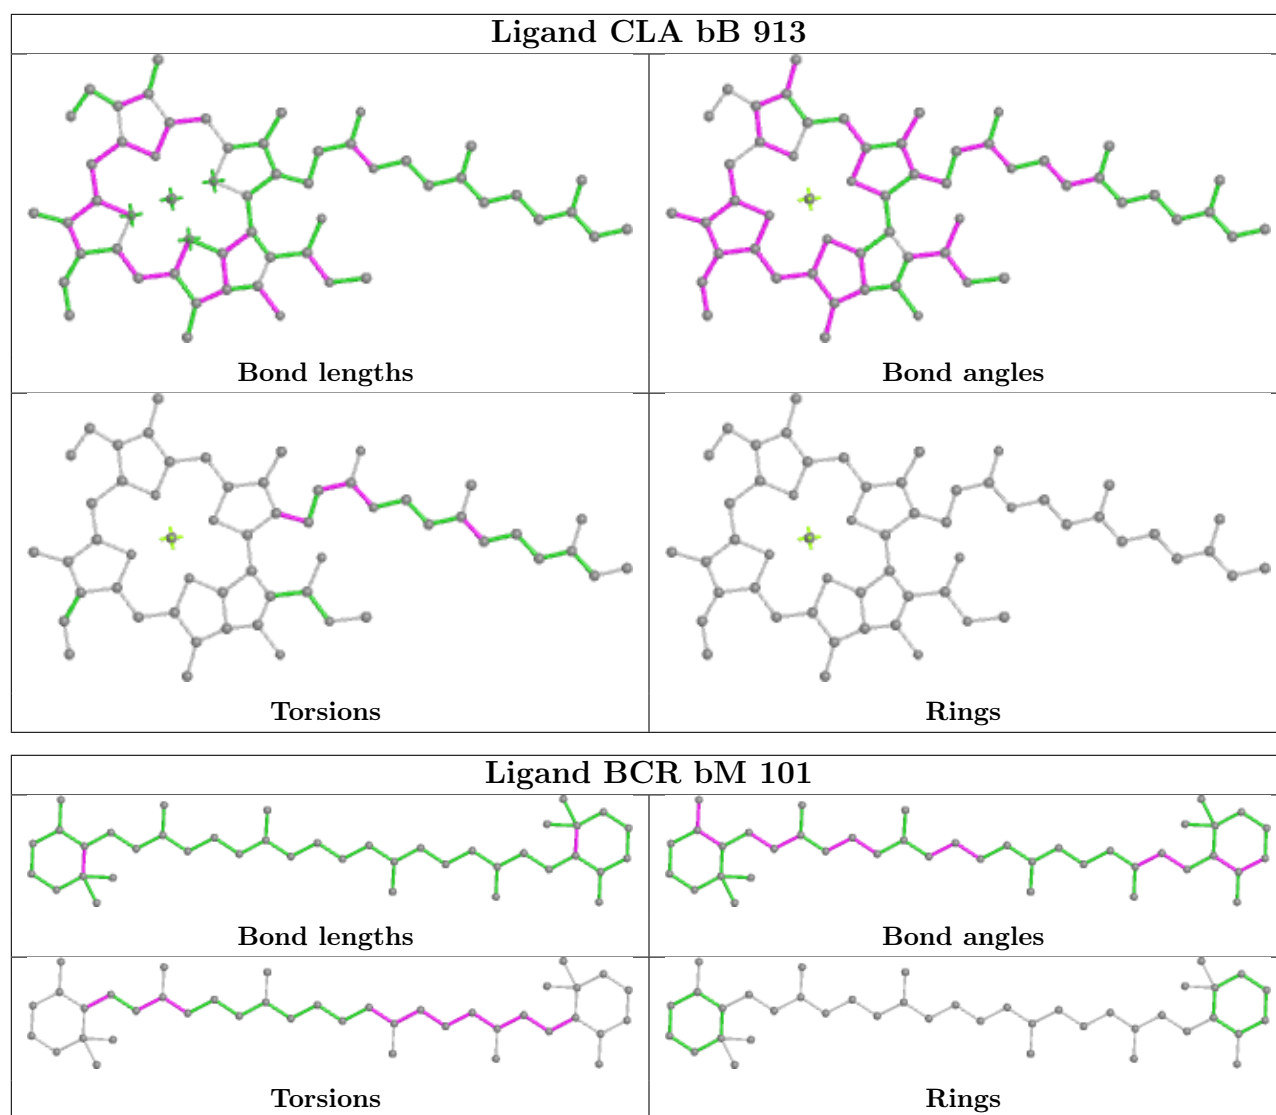 Ligand CLA bB 913
Bond lengths
Bond angles
Torsions
Rings
Ligand BCR bM 101
Bond lengths
Bond angles
Torsions
Rings